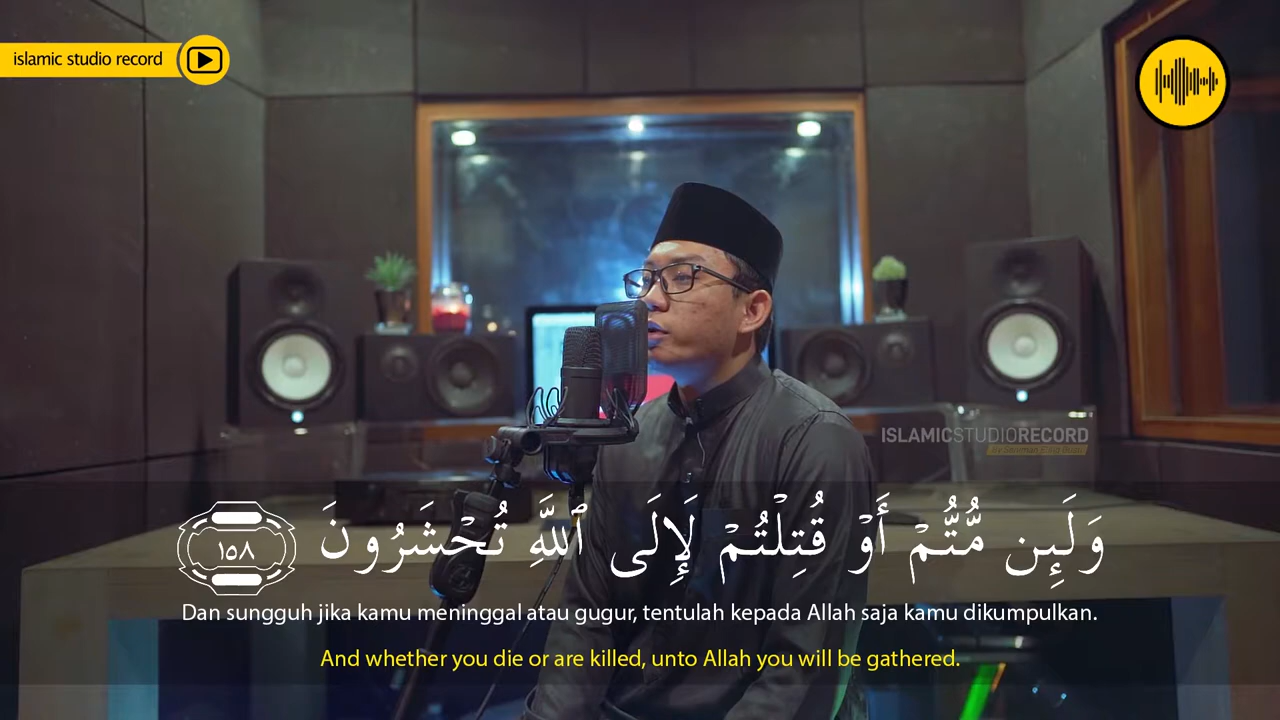 islamic studio record
ISLAMICSTUDIORECORD
وَلَئِن مُّتُّمْ أَوْ قُتِلْتُمْ لَإِلَى ٱللَّهِ تُحْشَرُونَ ١٥٨
Dan sungguh jika kamu meninggal atau gugur, tentulah kepada Allah saja kamu dikumpulkan.
And whether you die or are killed, unto Allah you will be gathered.